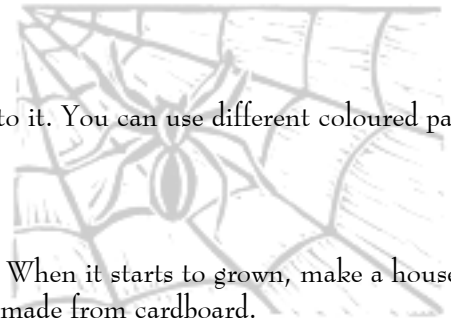 to it. You can use different coloured pa
When it starts to grown, make a house
made from cardboard.